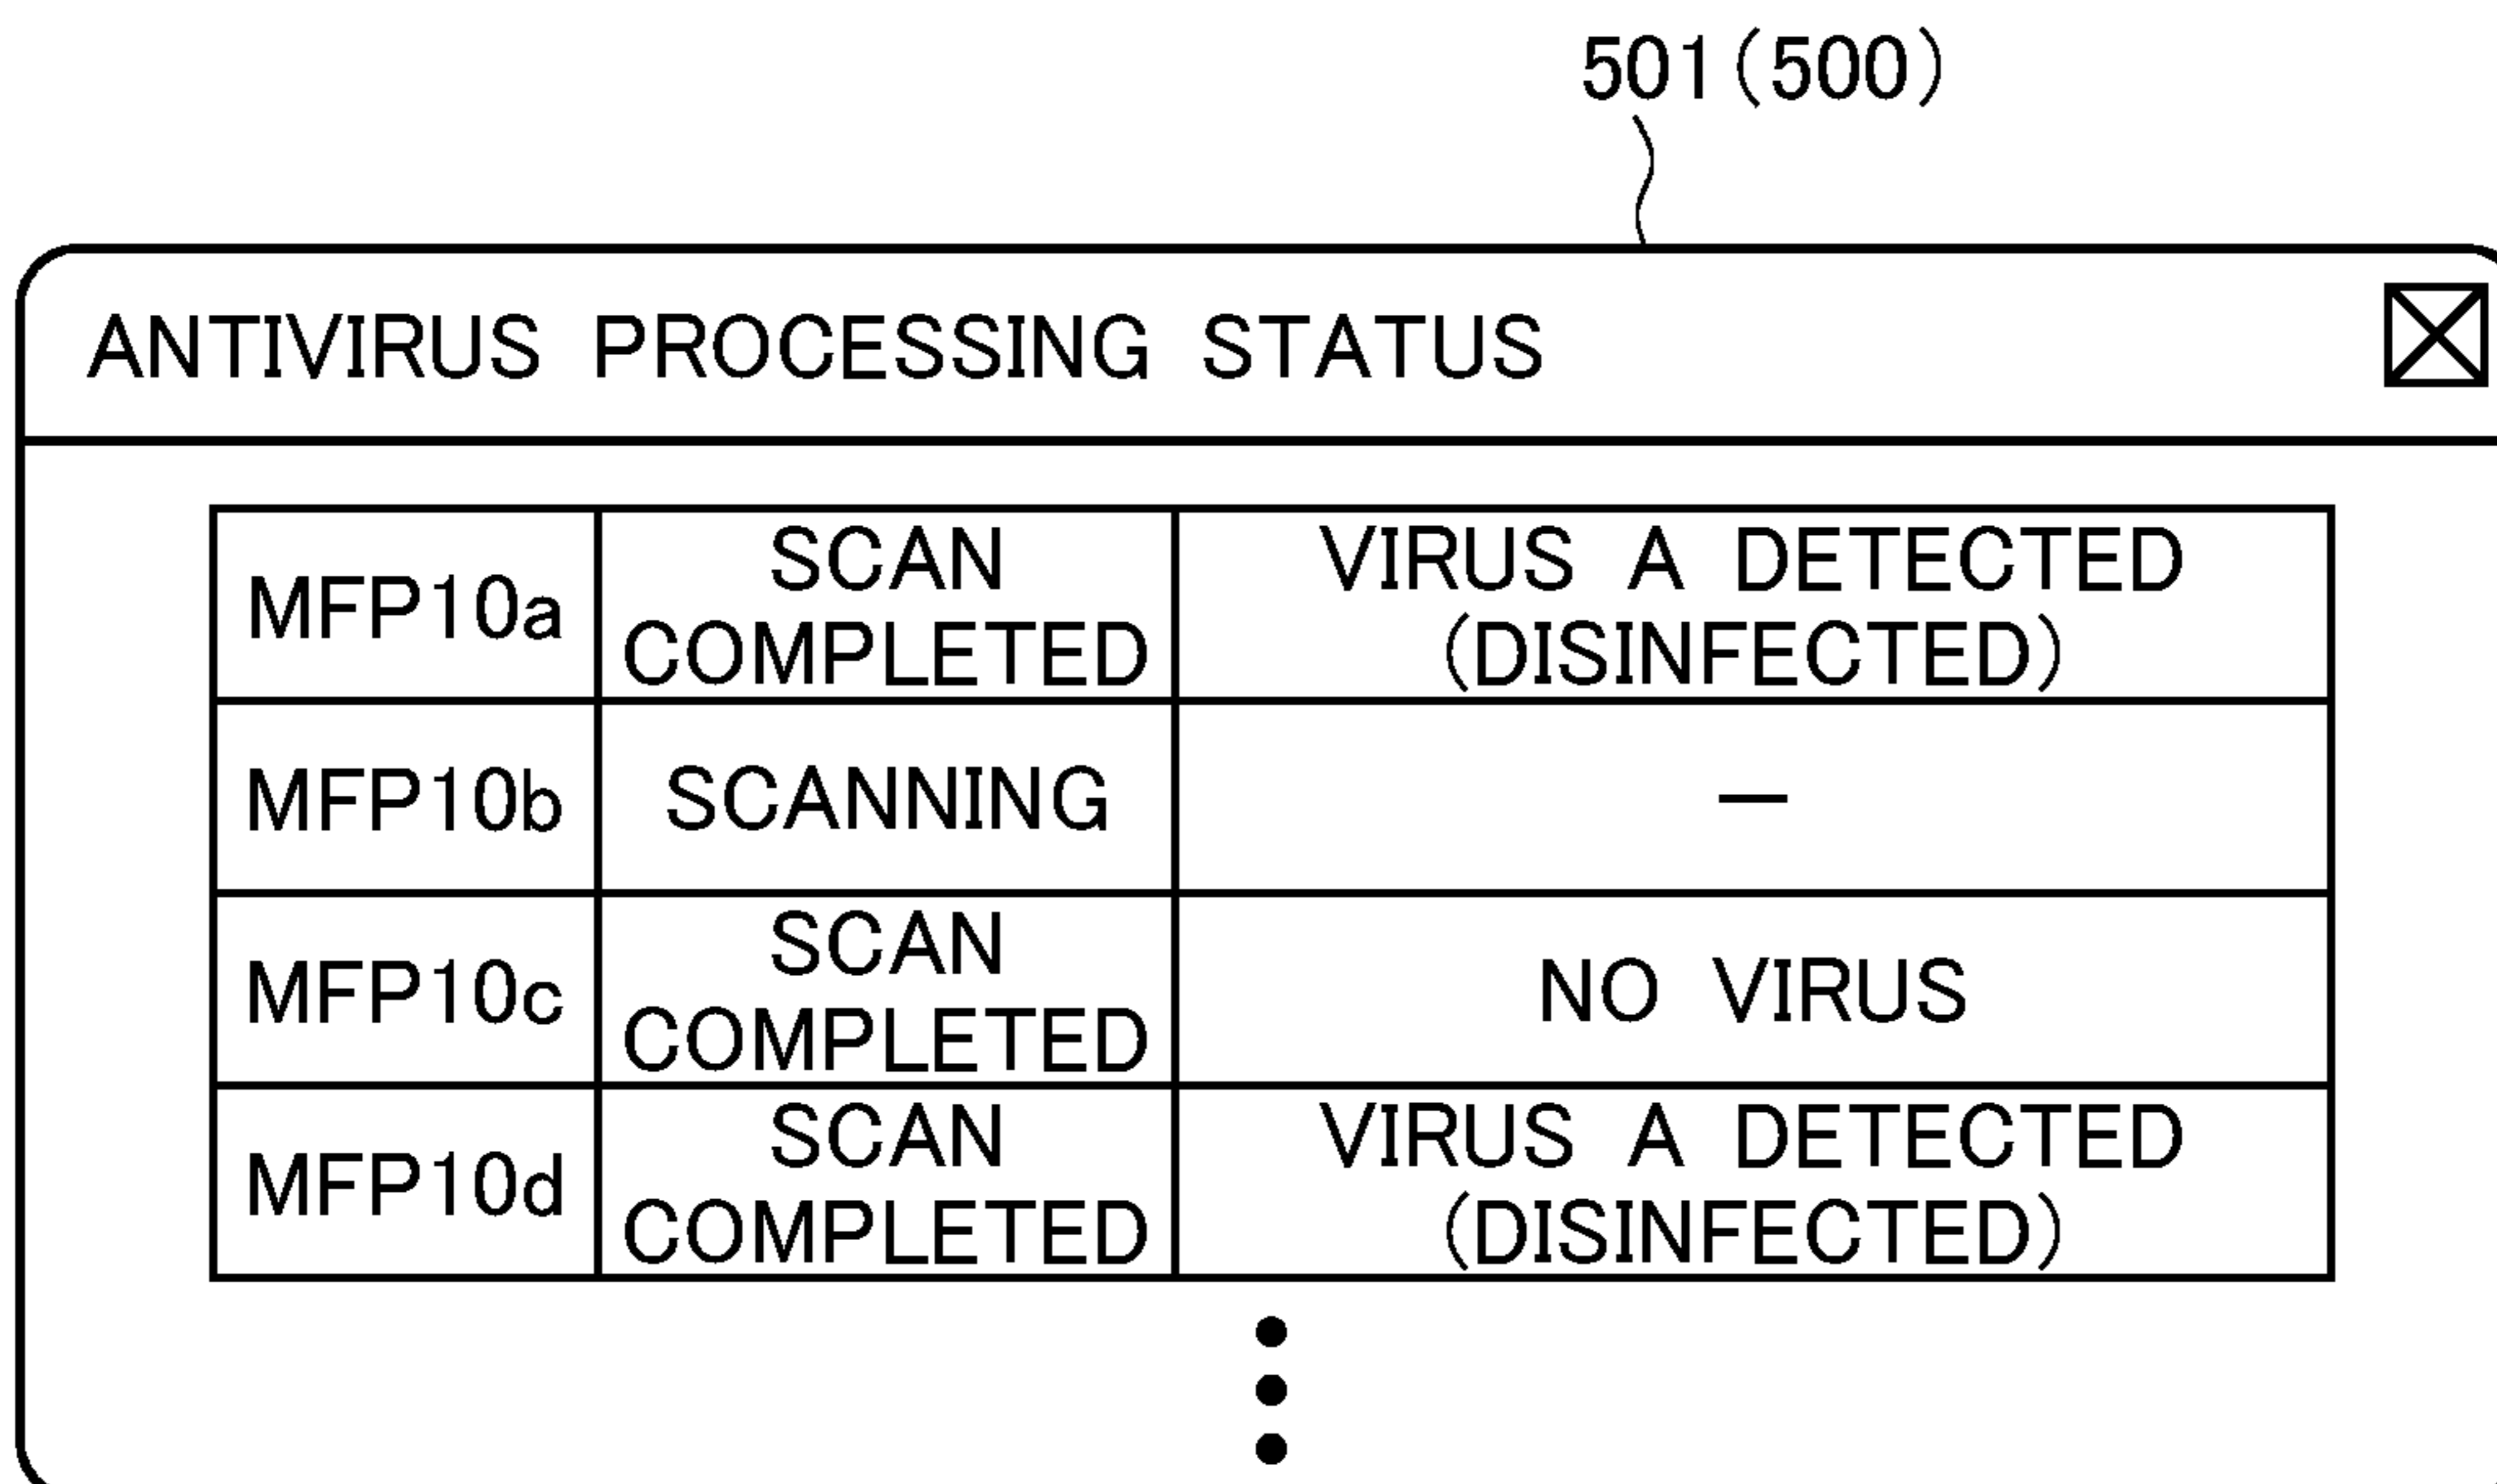 501(500)
ANTIVIRUS PROCESSING STATUS
MFP10a
SCAN
COMPLETED
VIRUS A DETECTED
(DISINFECTED)
MFP10b
SCANNING
—
MFP10c
SCAN
COMPLETED
NO VIRUS
MFP10d
SCAN
COMPLETED
VIRUS A DETECTED
(DISINFECTED)